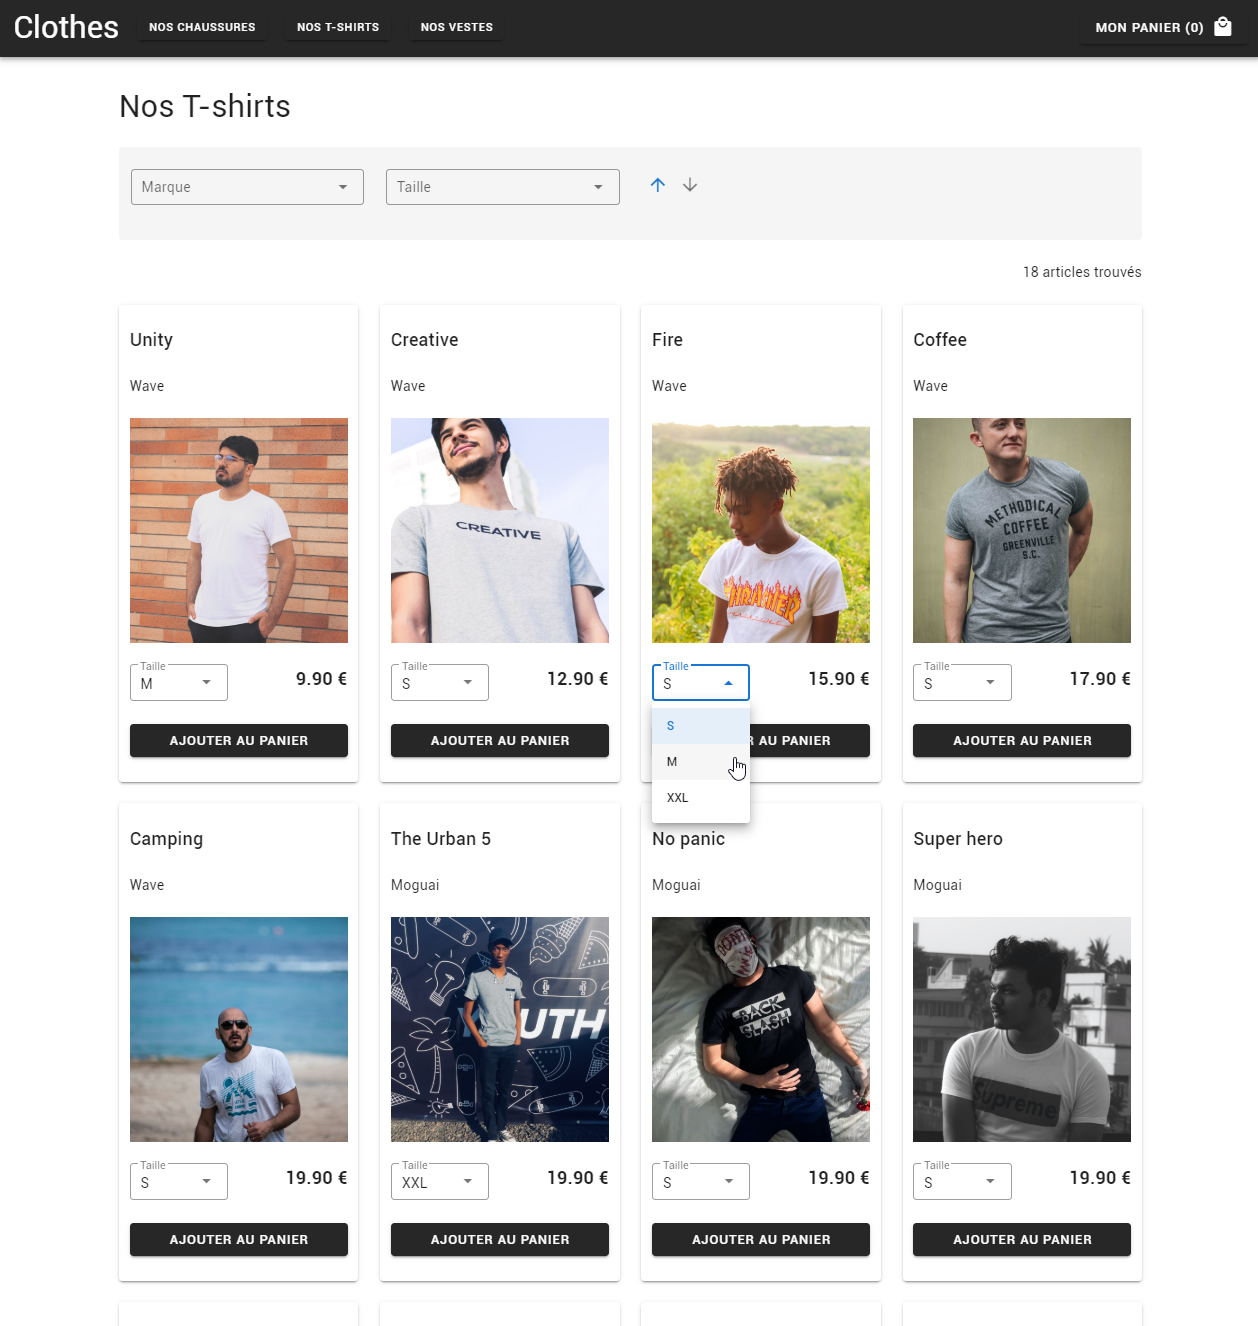 Clothes NOS CHAUSSURES NOS T-SHIRTS NOS VESTES MON PANIER (0)
Nos T-shirts
Marque Taille
18 articles trouvés
Unity Creative Fire Coffee
Wave Wave Wave Wave
CREATIVE
METHODICAL
COFFEE
GREENVILLE
S.C.
THRASHER
Taille Taille Taille Taille
M 9.90 € S 12.90 € S 15.90 € S 17.90 €
S
AJOUTER AU PANIER AJOUTER AU PANIER R AU PANIER AJOUTER AU PANIER
M
XXL
Camping The Urban 5 No panic Super hero
Wave Moguai Moguai Moguai
UTH
BACK
SLASH
Supreme
Taille Taille Taille Taille
S 19.90 € XXL 19.90 € S 19.90 € S 19.90 €
AJOUTER AU PANIER AJOUTER AU PANIER AJOUTER AU PANIER AJOUTER AU PANIER